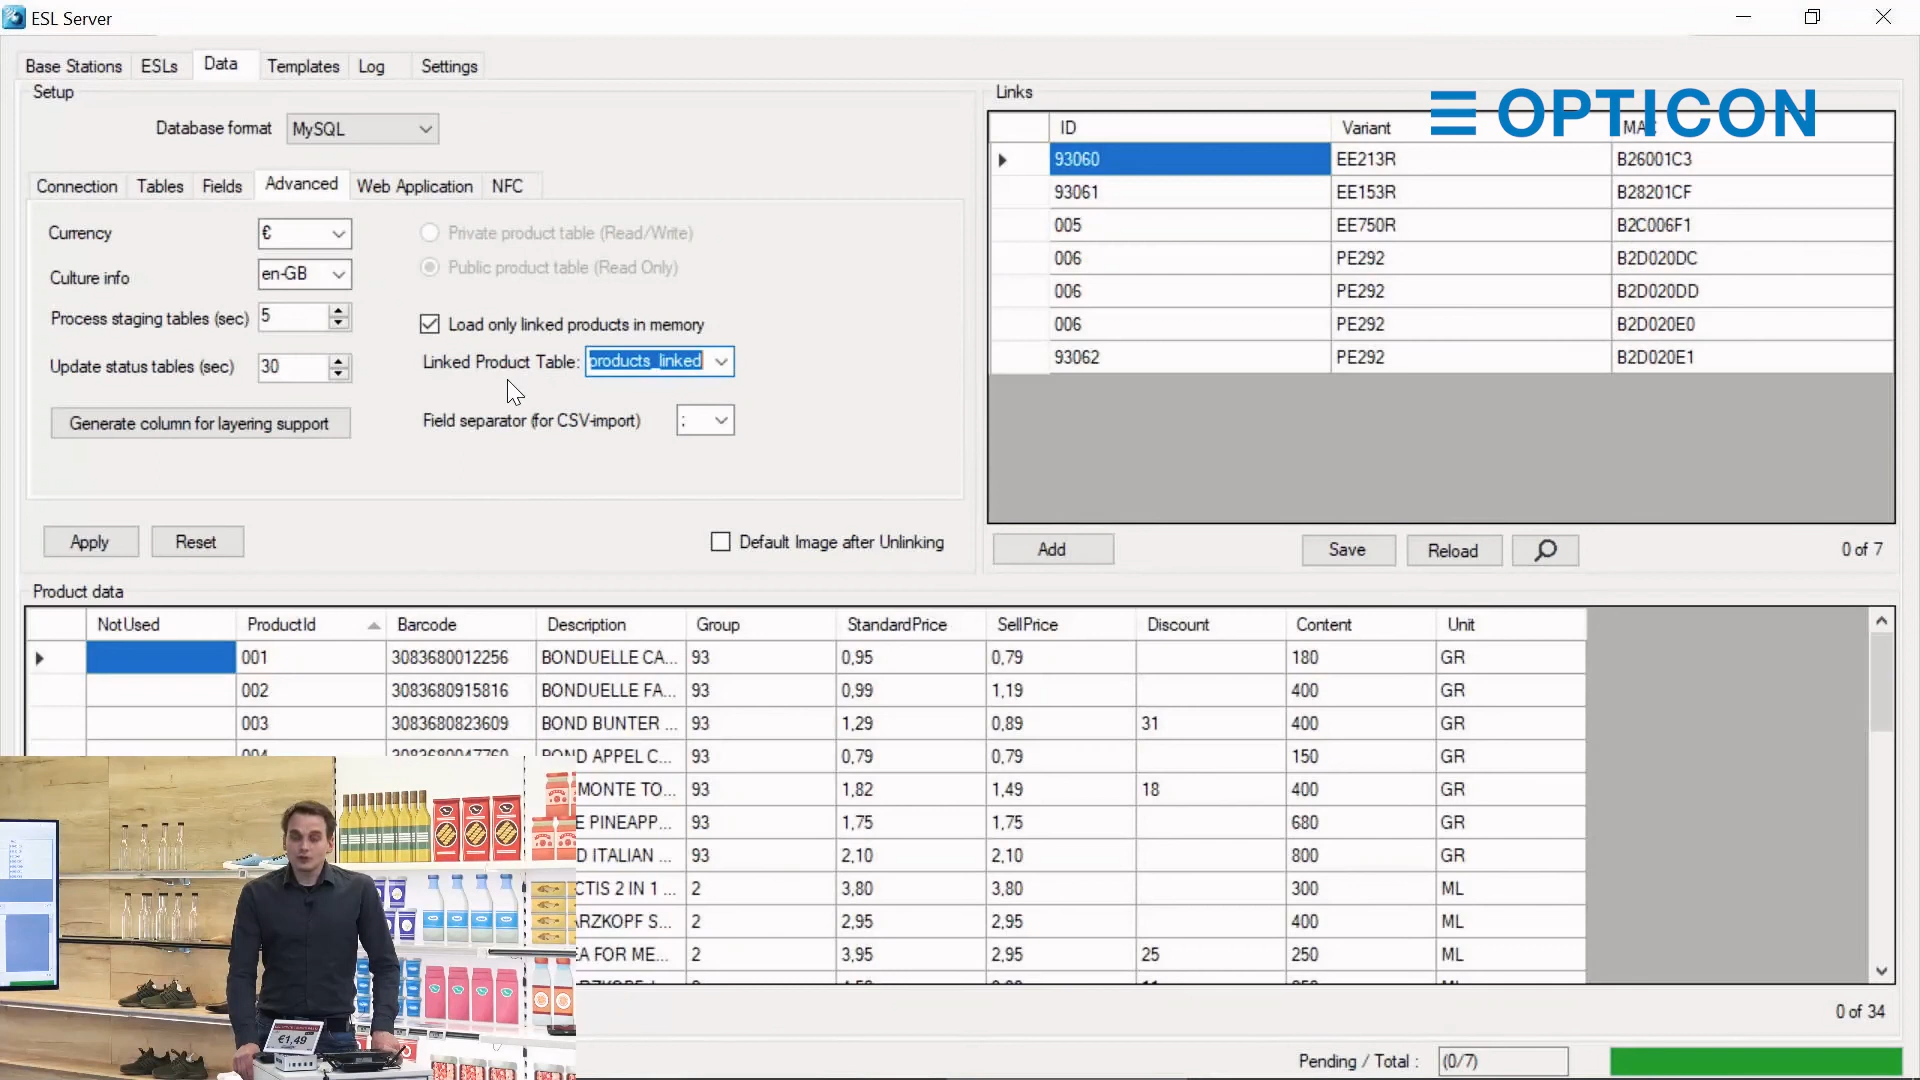 ESL Server
Base Stations ESLs Data Templates Log Settings
Setup
Database format MySQL
Connection Tables Fields Advanced Web Application NFC
Currency €
Culture info en-GB
Process staging tables (sec) 5
Update status tables (sec) 30
Generate column for layering support
Private product table (Read/Write)
Public product table (Read Only)
Load only linked products in memory
Linked Product Table: products_linked
Field separator (for CSV-import) ;
Apply Reset
Default Image after Unlinking
Links
OPTICON
ID Variant
93060 EE213R B26001C3
93061 EE153R B28201CF
005 EE750R B2C006F1
006 PE292 B2D020DC
006 PE292 B2D020DD
006 PE292 B2D020E0
93062 PE292 B2D020E1
Add Save Reload 0 of 7
Product data
NotUsed ProductId Barcode Description Group StandardPrice SellPrice Discount Content Unit
001 3083680012256 BONDUELLE CA... 93 0,95 0,79 180 GR
002 3083680915816 BONDUELLE FA... 93 0,99 1,19 400 GR
003 3083680823609 BOND BUNTER ... 93 1,29 0,89 31 400 GR
004 3083680047760 BOND APPEL C... 93 0,79 0,79 150 GR
MONTE TO... 93 1,82 1,49 18 400 GR
E PINEAPP... 93 1,75 1,75 680 GR
D ITALIAN ... 93 2,10 2,10 800 GR
CTIS 2 IN 1 ... 2 3,80 3,80 300 ML
ARZKOPF S... 2 2,95 2,95 400 ML
EA FOR ME... 2 3,95 2,95 25 250 ML
0 of 34
Pending / Total : (0/7)
€1,49